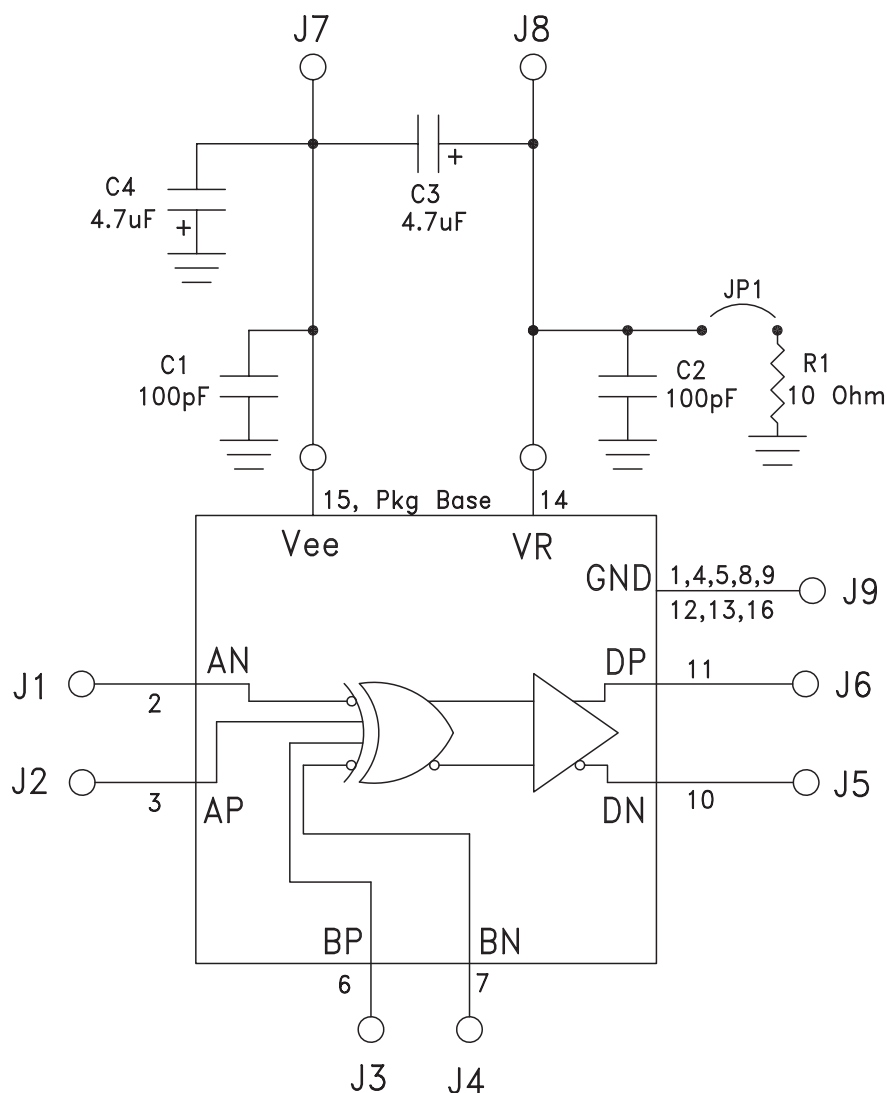 J7
J8
C4
4.7uF
+
+
C3
4.7uF
JP1
C1
100pF
C2
100pF
R1
10 Ohm
15, Pkg Base
14
Vee
VR
GND
1,4,5,8,9
12,13,16
J9
AN
DP
11
J1
2
J6
J2
3
AP
DN
10
J5
BP
BN
6
7
J3
J4